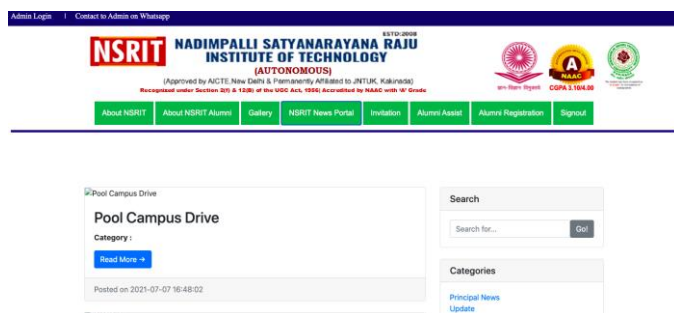 Admin Login | Contact to Admin on Whatsapp
ESTD:2008
NSRIT
NADIMPALLI SATYANARAYANA RAJU
INSTITUTE OF TECHNOLOGY
(AUTONOMOUS)
(Approved by AICTE, New Delhi & Permanently Affiliated to JNTUK, Kakinada)
Recognized under Section 2(f) & 12(B) of the UGC Act, 1956| Accredited by NAAC with 'A' Grade
A
NAAC
CGPA 3.10/4.00
About NSRIT About NSRIT Alumni Gallery NSRIT News Portal Invitation Alumni Assist Alumni Registration Signout
Pool Campus Drive
Pool Campus Drive
Category :
Read More →
Posted on 2021-07-07 16:48:02
Search
Search for... Go!
Categories
Principal News
Update